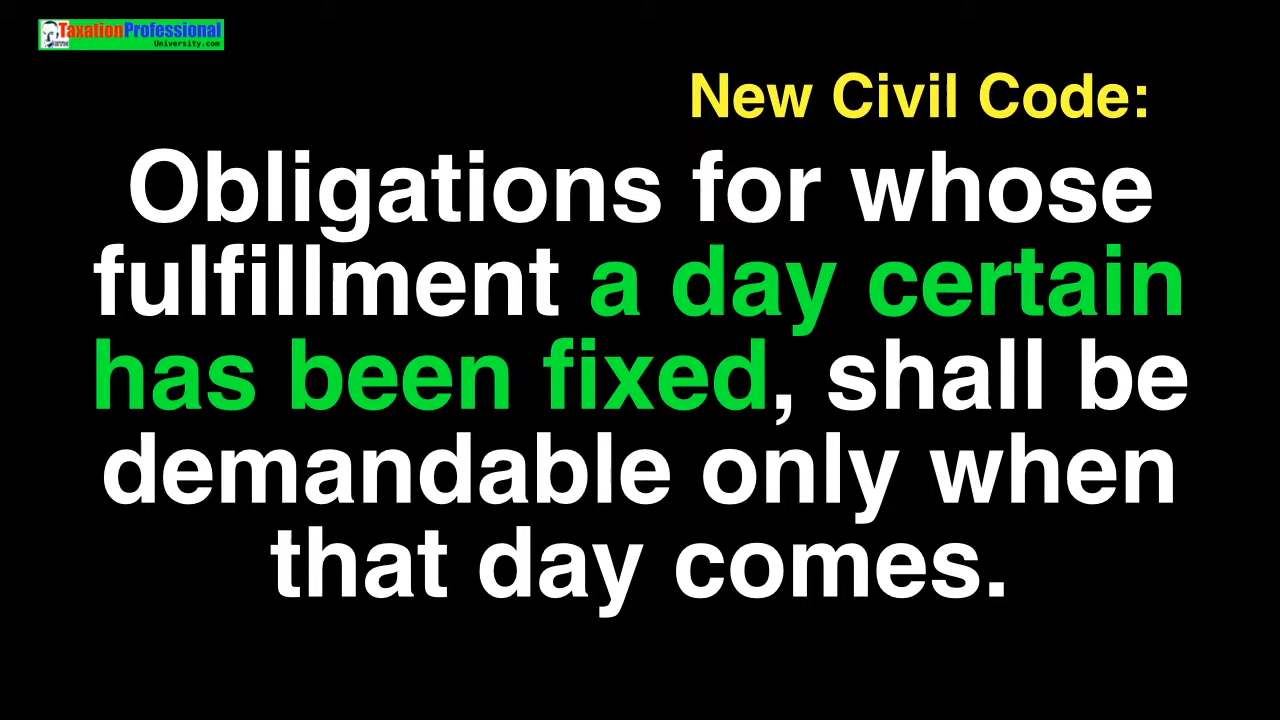 TaxationProfessional
University.com
New Civil Code:
Obligations for whose
fulfillment a day certain
has been fixed, shall be
demandable only when
that day comes.